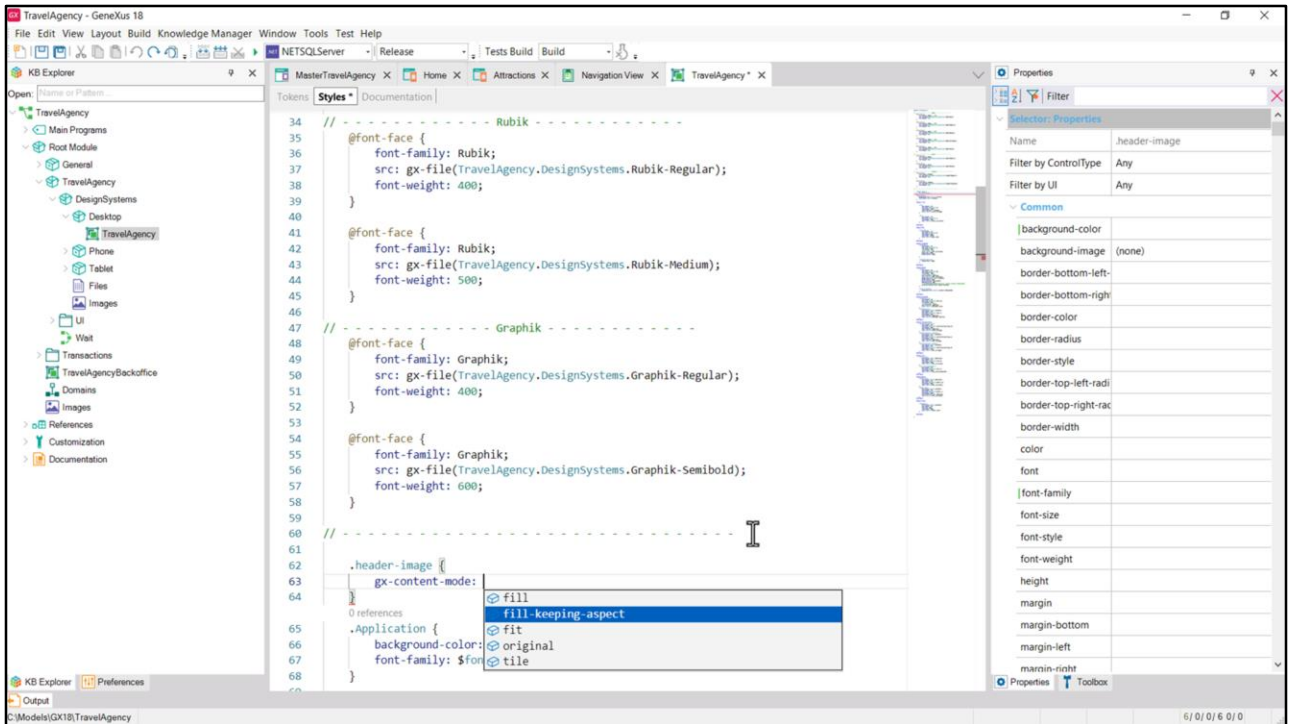 GX TravelAgency - GeneXus 18
File Edit View Layout Build Knowledge Manager Window Tools Test Help
NETSQLServer Release Tests Build Build
KB Explorer
Open: Name or Pattern...
TravelAgency
Main Programs
Root Module
General
TravelAgency
DesignSystems
Desktop
TravelAgency
Phone
Tablet
Files
Images
UI
Wait
Transactions
TravelAgencyBackoffice
Domains
Images
References
Customization
Documentation
KB Explorer Preferences
MasterTravelAgency X Home X Attractions X Navigation View X TravelAgency * X
Tokens Styles * Documentation
34 // - - - - - - - - - - - - Rubik - - - - - - - - - - - -
35 @font-face {
36 font-family: Rubik;
37 src: gx-file(TravelAgency.DesignSystems.Rubik-Regular);
38 font-weight: 400;
39 }
40
41 @font-face {
42 font-family: Rubik;
43 src: gx-file(TravelAgency.DesignSystems.Rubik-Medium);
44 font-weight: 500;
45 }
46
47 // - - - - - - - - - - - - Graphik - - - - - - - - - - - -
48 @font-face {
49 font-family: Graphik;
50 src: gx-file(TravelAgency.DesignSystems.Graphik-Regular);
51 font-weight: 400;
52 }
53
54 @font-face {
55 font-family: Graphik;
56 src: gx-file(TravelAgency.DesignSystems.Graphik-Semibold);
57 font-weight: 600;
58 }
59
60 // - - - - - - - - - - - - - - - - - - - - - - - - - - - - - - -
61
62 .header-image {
63 gx-content-mode:
64 }
0 references
65 .Application {
66 background-color:
67 font-family: $fon
68 }
fill
fill-keeping-aspect
fit
original
tile
Properties
Filter
Selector: Properties
Name .header-image
Filter by ControlType Any
Filter by UI Any
Common
background-color
background-image (none)
border-bottom-left-
border-bottom-righ
border-color
border-radius
border-style
border-top-left-radi
border-top-right-rac
border-width
color
font
font-family
font-size
font-style
font-weight
height
margin
margin-bottom
margin-left
margin-right
Properties Toolbox
Output
C:\Models\GX18\TravelAgency
6/ 0/ 0/ 6 0/ 0